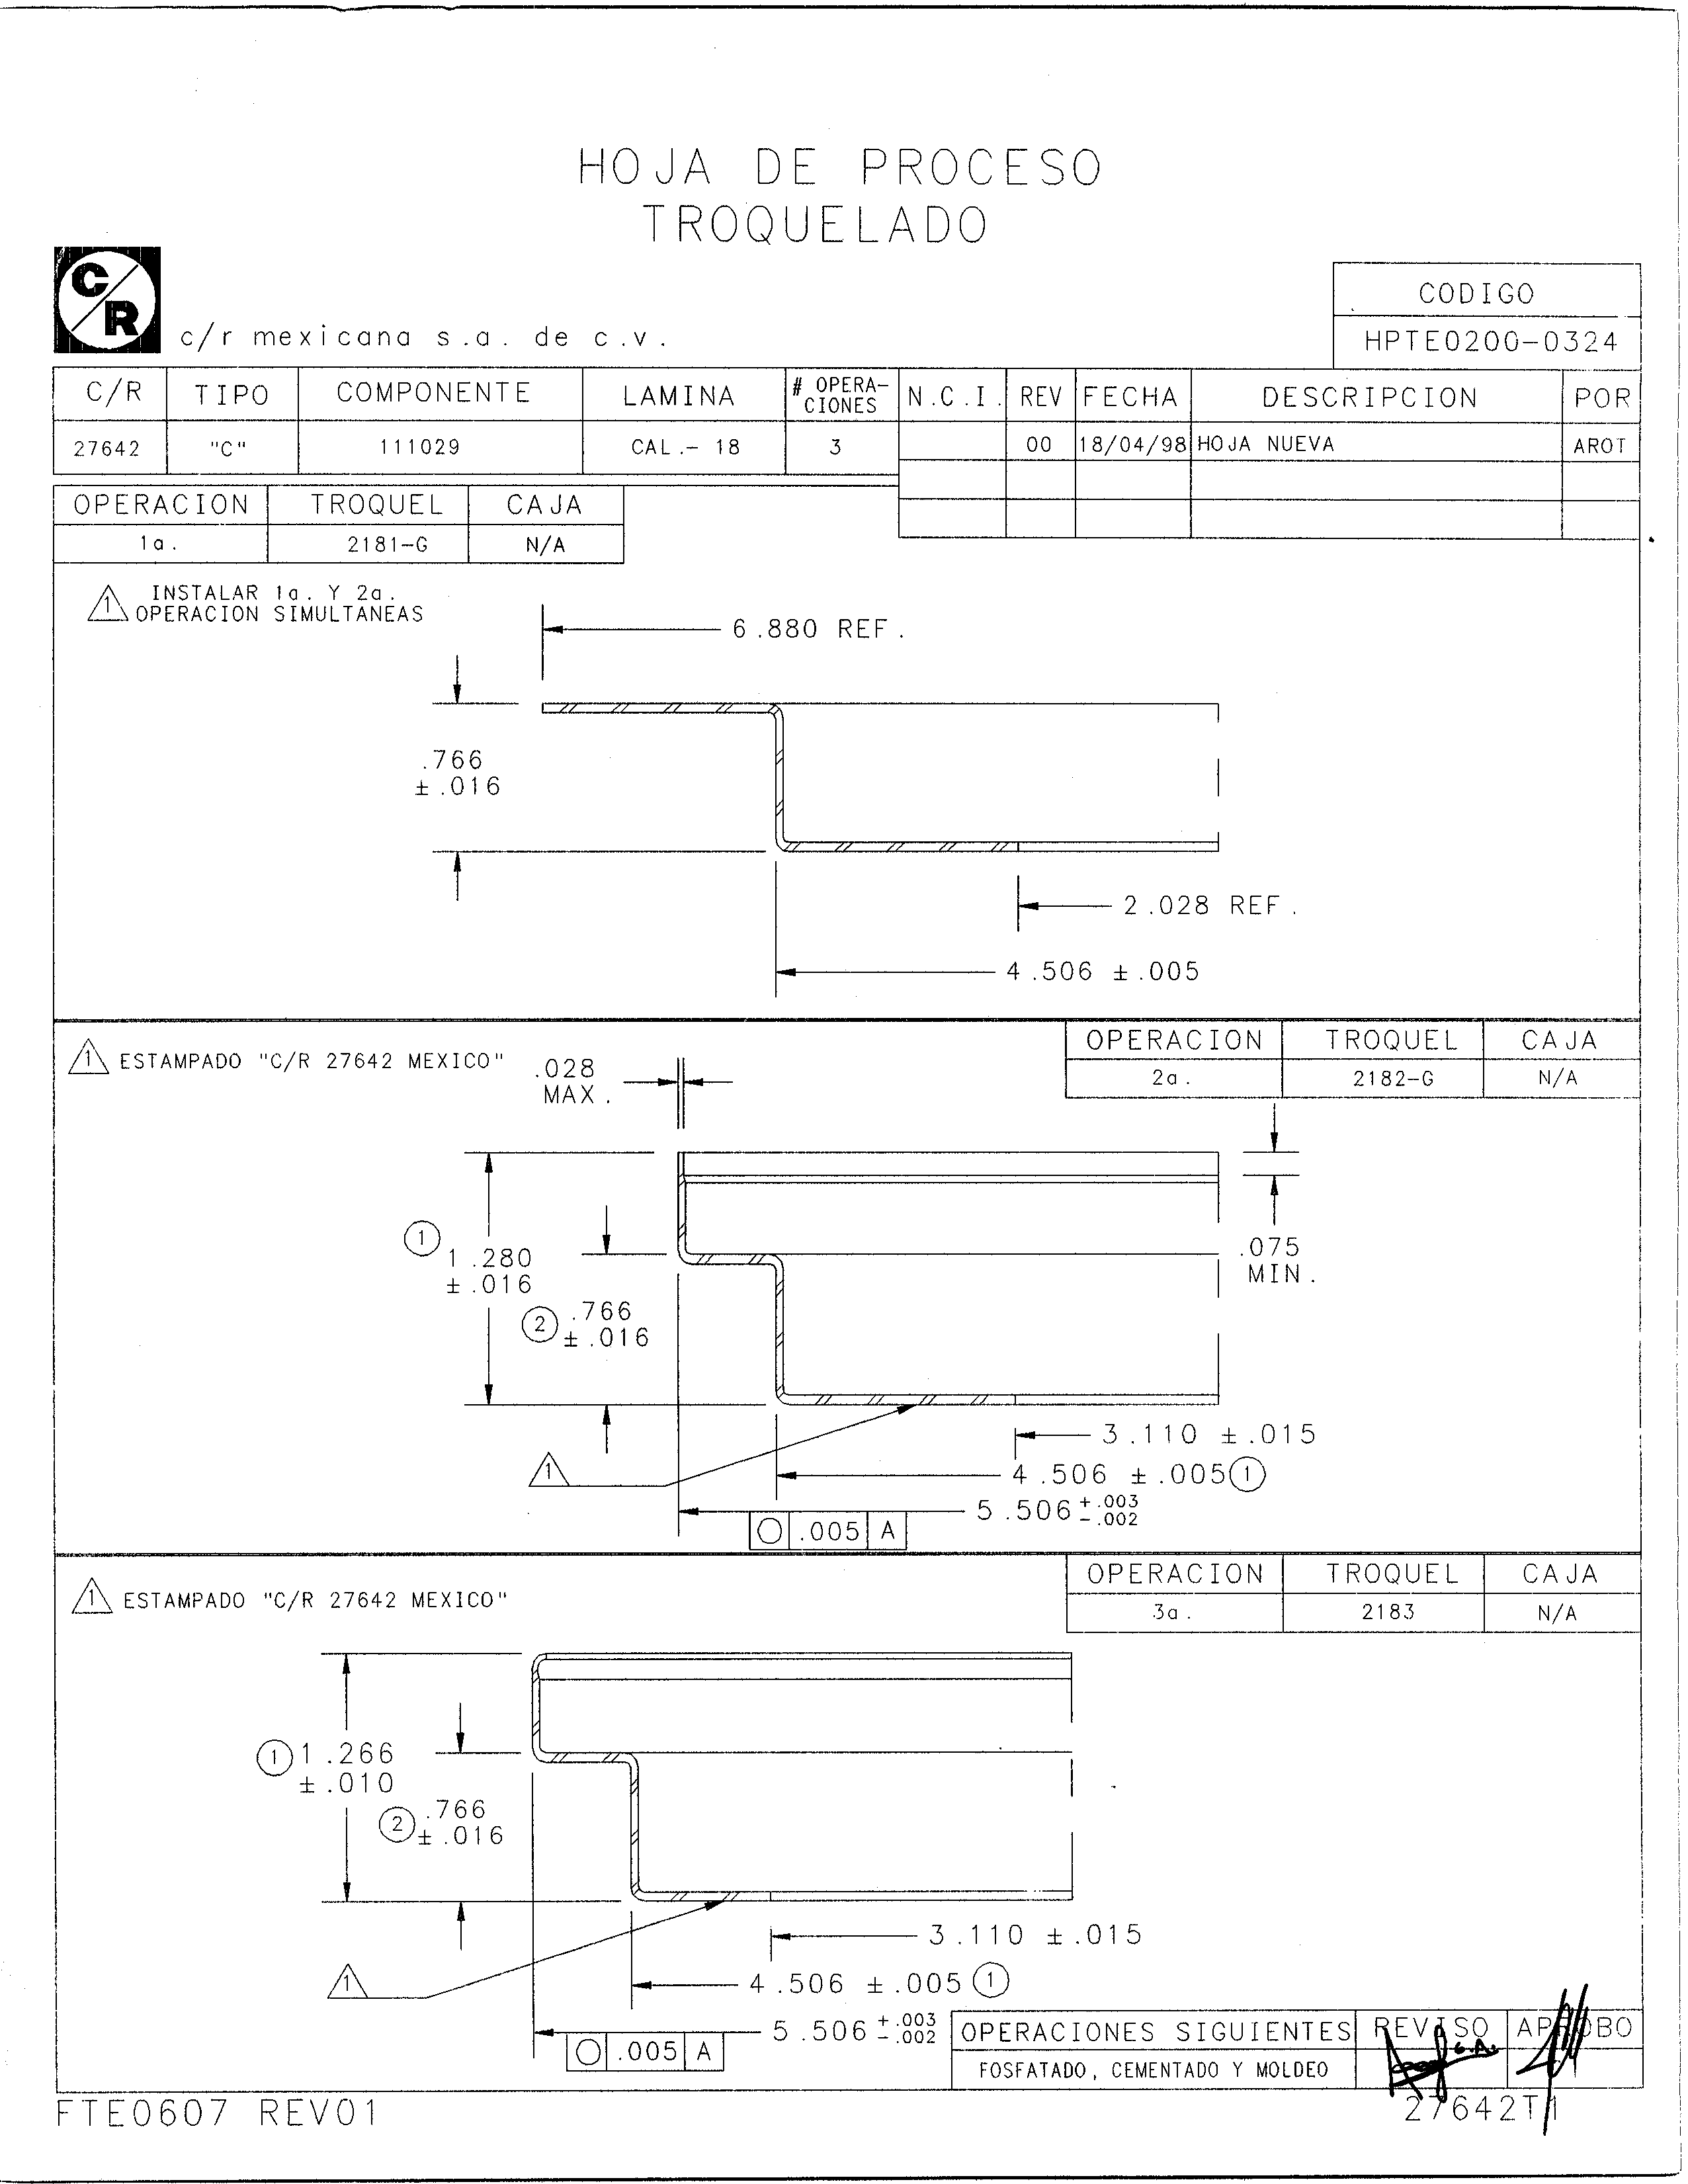 HOJA DE PROCESO
TROQUELADO
C/R
c/r mexicana s.a. de c.v.
CODIGO
HPTE0200-0324
C/R TIPO COMPONENTE LAMINA # OPERA-CIONES N.C.I. REV FECHA DESCRIPCION POR
27642 "C" 111029 CAL.- 18 3 00 18/04/98 HOJA NUEVA AROT
OPERACION TROQUEL CAJA
1a. 2181-G N/A
1 INSTALAR 1a. Y 2a.
OPERACION SIMULTANEAS
6.880 REF.
.766
±.016
2.028 REF.
4.506 ±.005
OPERACION TROQUEL CAJA
2a. 2182-G N/A
1 ESTAMPADO "C/R 27642 MEXICO"
.028
MAX.
1 1.280
±.016
2 .766
±.016
.075
MIN.
3.110 ±.015
1
4.506 ±.005 1
5.506 +.003 -.002
○ .005 A
OPERACION TROQUEL CAJA
3a. 2183 N/A
1 ESTAMPADO "C/R 27642 MEXICO"
1 1.266
±.010
2 .766
±.016
3.110 ±.015
1
4.506 ±.005 1
5.506 +.003 -.002
○ .005 A
OPERACIONES SIGUIENTES REVISO APROBO
FOSFATADO, CEMENTADO Y MOLDEO
FTE0607 REV01
27642T1